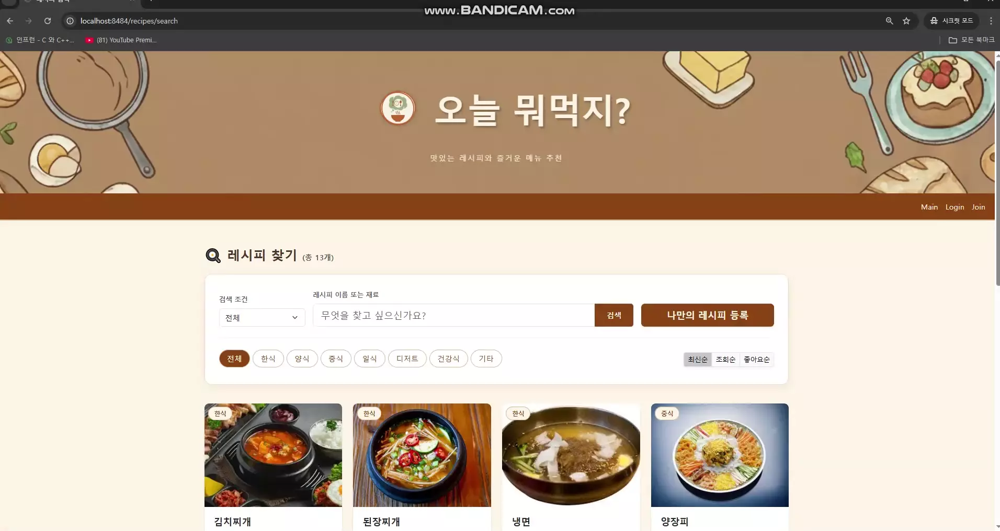 www.BANDICAM.com
localhost:8484/recipes/search
시크릿 모드
인프런 - C 와 C++...
(81) YouTube Premi...
모든 북마크
오늘 뭐먹지?
맛있는 레시피와 즐거운 메뉴 추천
Main Login Join
레시피 찾기 (총 13개)
검색 조건
레시피 이름 또는 재료
전체
무엇을 찾고 싶으신가요?
검색
나만의 레시피 등록
전체 한식 양식 중식 일식 디저트 건강식 기타
최신순 조회순 좋아요순
한식 한식 한식 중식
김치찌개 된장찌개 냉면 양장피